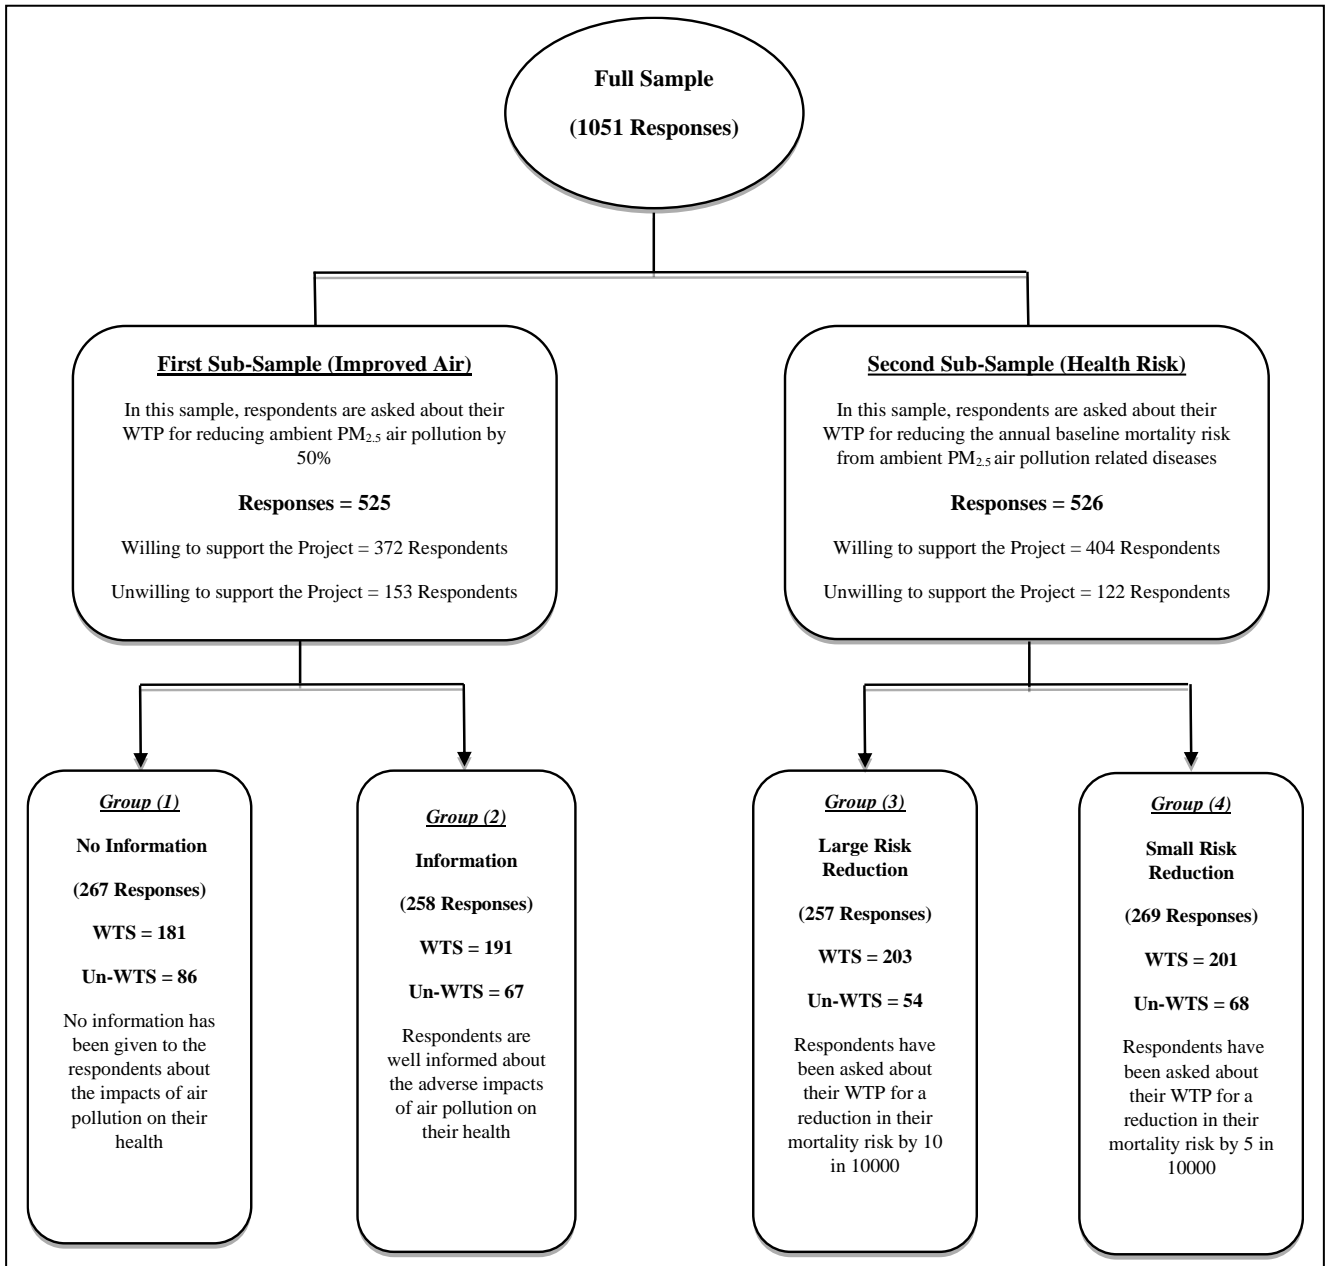 Full Sample
(1051 Responses)
First Sub-Sample (Improved Air)
In this sample, respondents are asked about their
WTP for reducing ambient PM2.5 air pollution by
50%
Responses = 525
Willing to support the Project = 372 Respondents
Unwilling to support the Project = 153 Respondents
Second Sub-Sample (Health Risk)
In this sample, respondents are asked about their
WTP for reducing the annual baseline mortality risk
from ambient PM2.5 air pollution related diseases
Responses = 526
Willing to support the Project = 404 Respondents
Unwilling to support the Project = 122 Respondents
Group (1)
No Information
(267 Responses)
WTS = 181
Un-WTS = 86
No information has
been given to the
respondents about
the impacts of air
pollution on their
health
Group (2)
Information
(258 Responses)
WTS = 191
Un-WTS = 67
Respondents are
well informed about
the adverse impacts
of air pollution on
their health
Group (3)
Large Risk
Reduction
(257 Responses)
WTS = 203
Un-WTS = 54
Respondents have
been asked about
their WTP for a
reduction in their
mortality risk by 10
in 10000
Group (4)
Small Risk
Reduction
(269 Responses)
WTS = 201
Un-WTS = 68
Respondents have
been asked about
their WTP for a
reduction in their
mortality risk by 5 in
10000